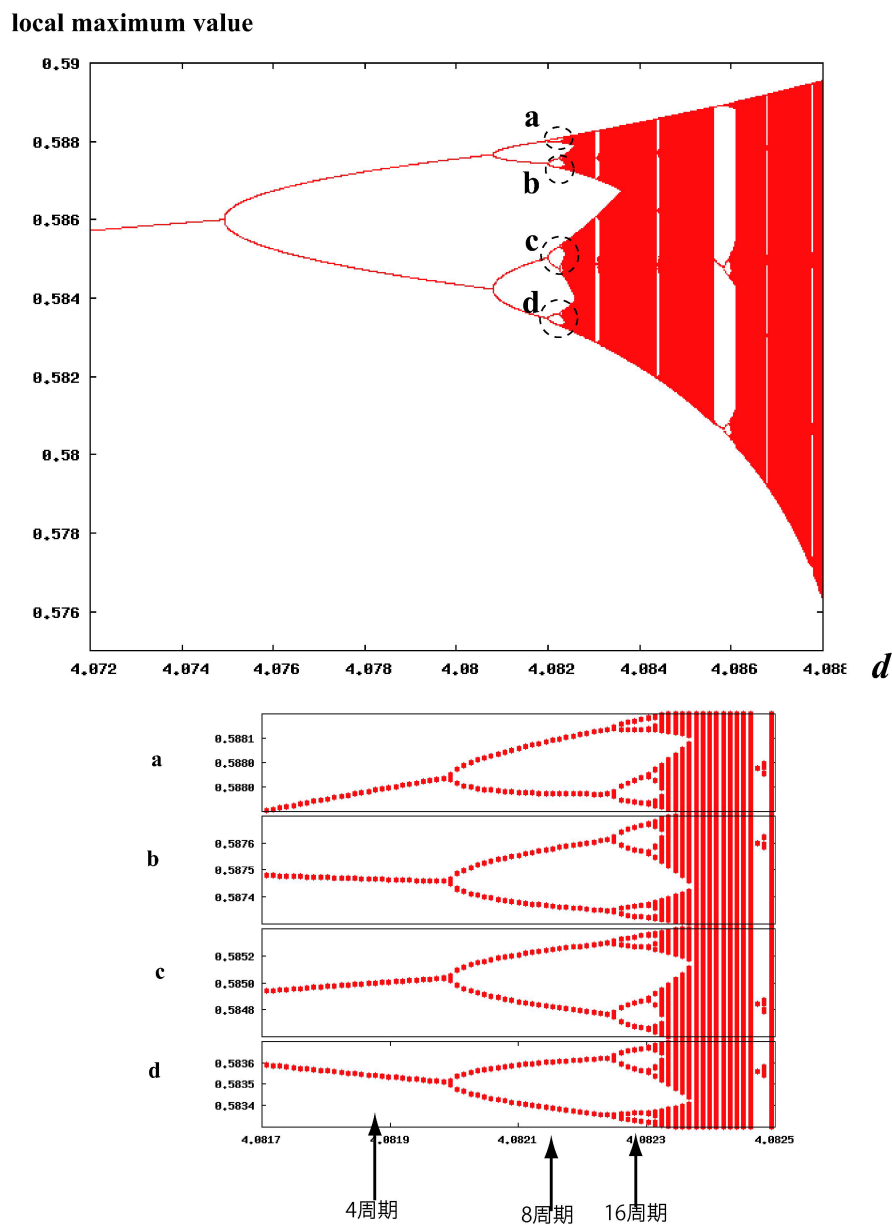 local maximum value
0.59
0.588
0.586
0.584
0.582
0.58
0.578
0.576
a
b
c
d
4.072 4.074 4.076 4.078 4.08 4.082 4.084 4.086 4.088
d
a
0.5881
0.5880
0.5880
b
0.5876
0.5875
0.5874
c
0.5852
0.5850
0.5848
d
0.5836
0.5835
0.5834
4.0817 4.0819 4.0821 4.0823 4.0825
4周期 8周期 16周期